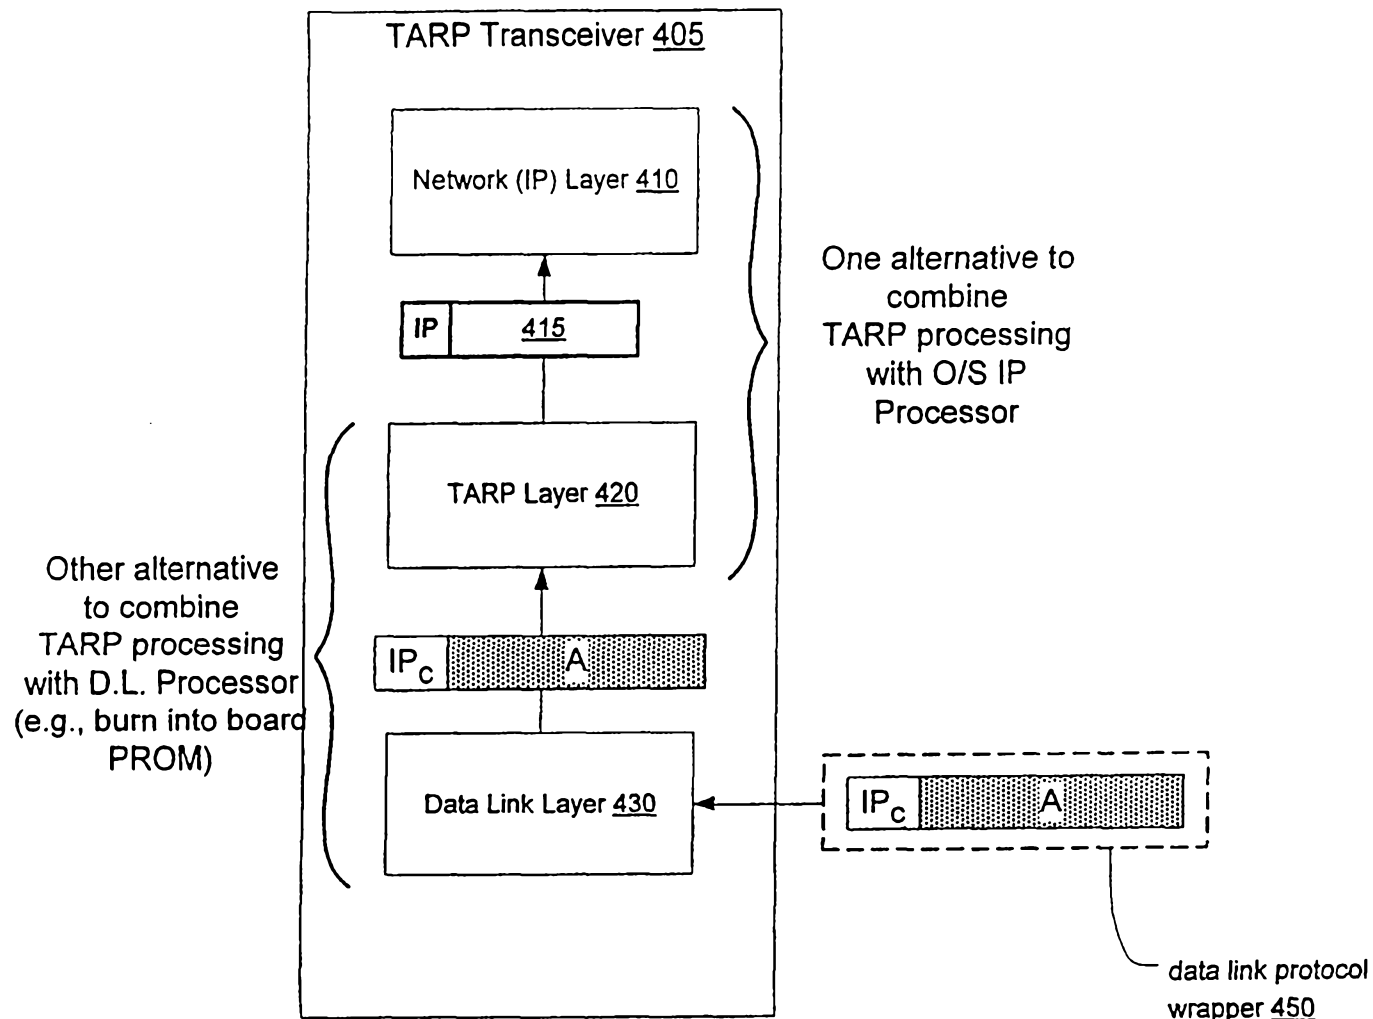 TARP Transceiver 405
Network (IP) Layer 410
IP 415
One alternative to
combine
TARP processing
with O/S IP
Processor
TARP Layer 420
Other alternative
to combine
TARP processing
with D.L. Processor
(e.g., burn into board
PROM)
IPC A
Data Link Layer 430
IPC A
data link protocol
wrapper 450